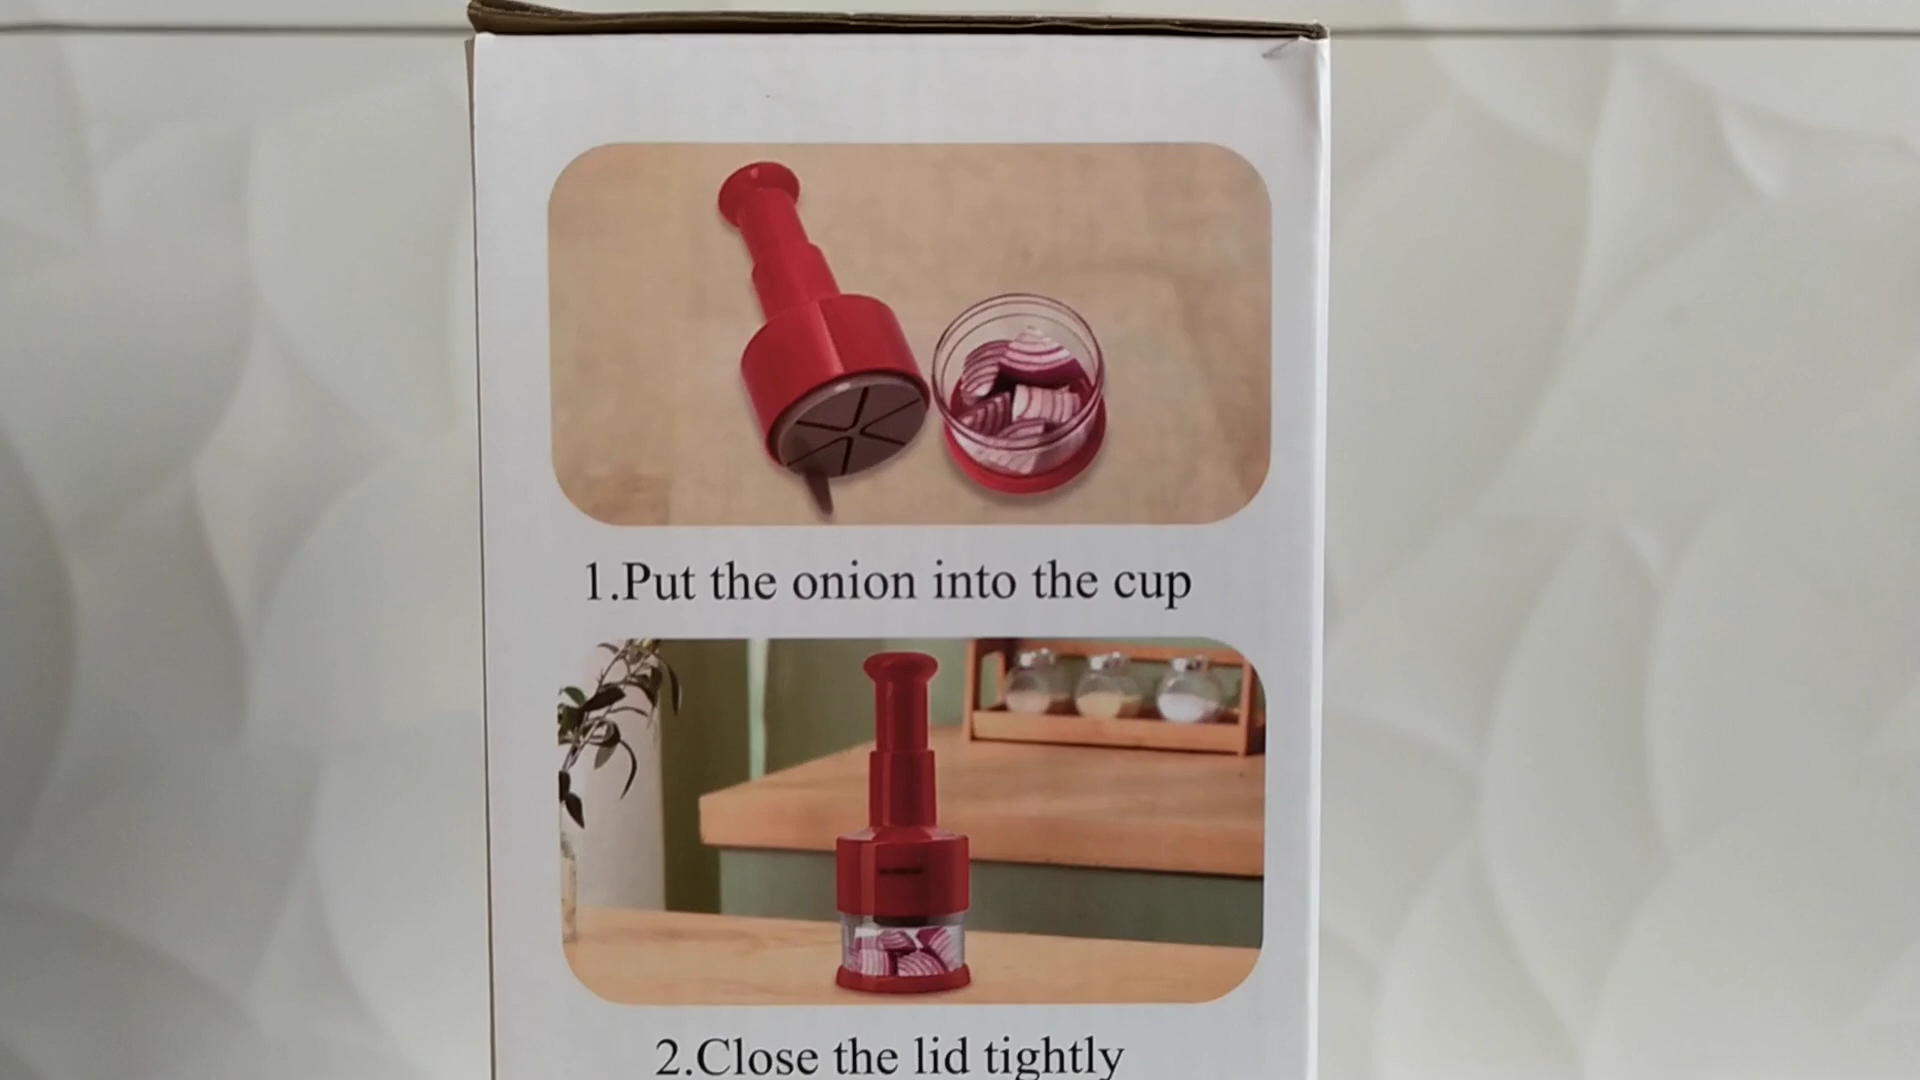 1.Put the onion into the cup
2.Close the lid tightly